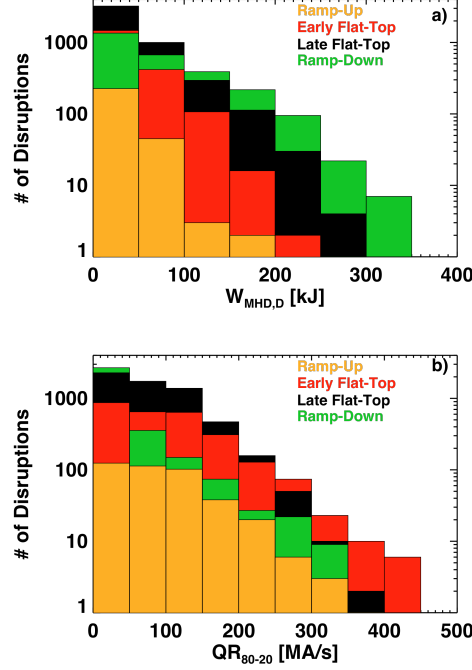 a)
Ramp-Up
Early Flat-Top
Late Flat-Top
Ramp-Down
1000
100
10
1
# of Disruptions
0 100 200 300 400
W_MHD,D [kJ]
b)
Ramp-Up
Early Flat-Top
Late Flat-Top
Ramp-Down
1000
100
10
1
# of Disruptions
0 100 200 300 400 500
QR_80-20 [MA/s]